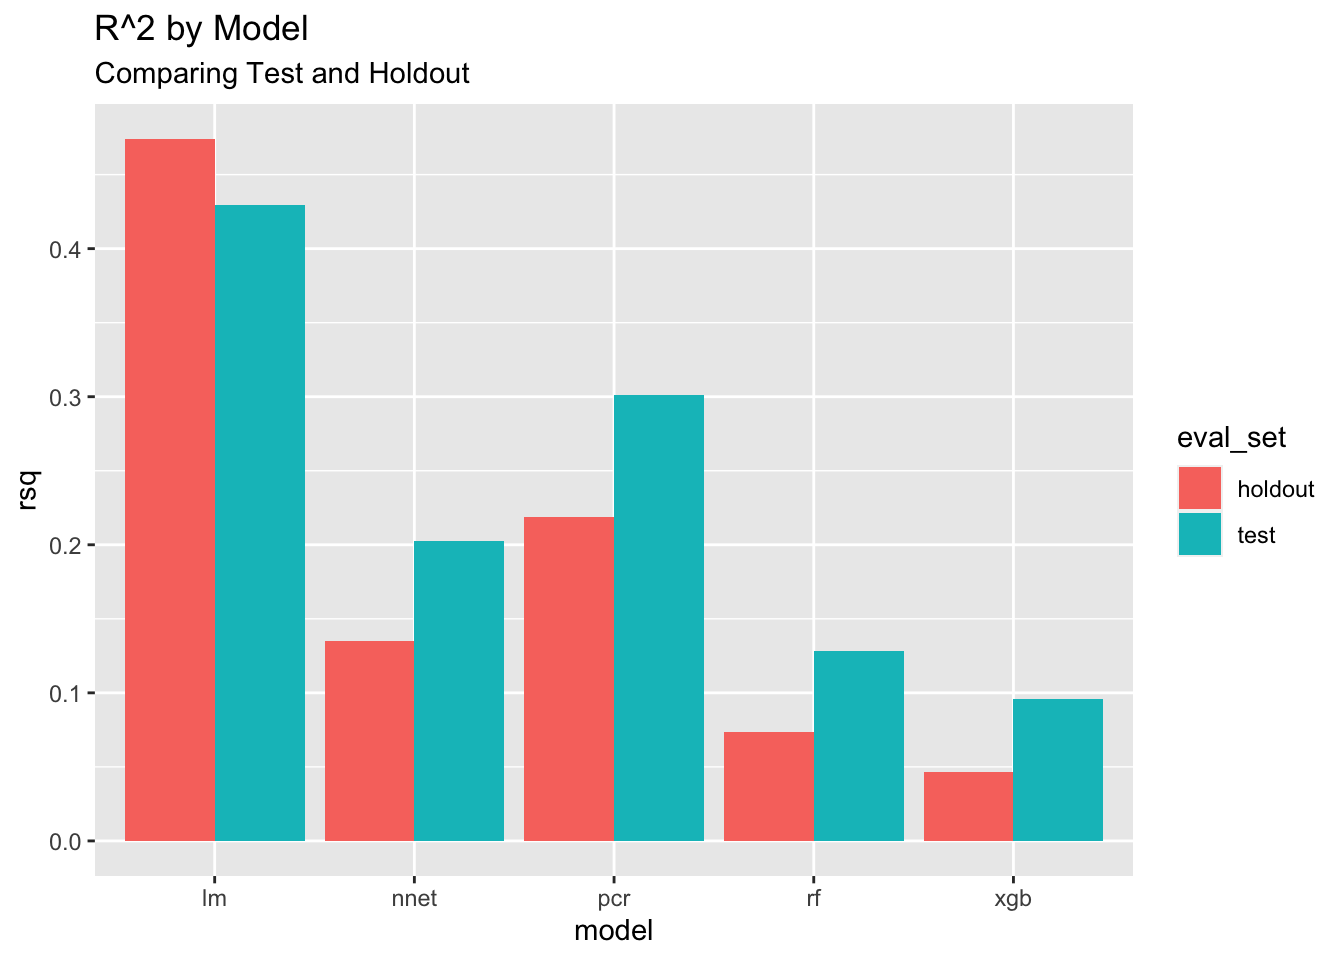 R^2 by Model
Comparing Test and Holdout
rsq
0.4
0.3
0.2
0.1
0.0
lm nnet pcr rf xgb
model
eval_set
holdout
test